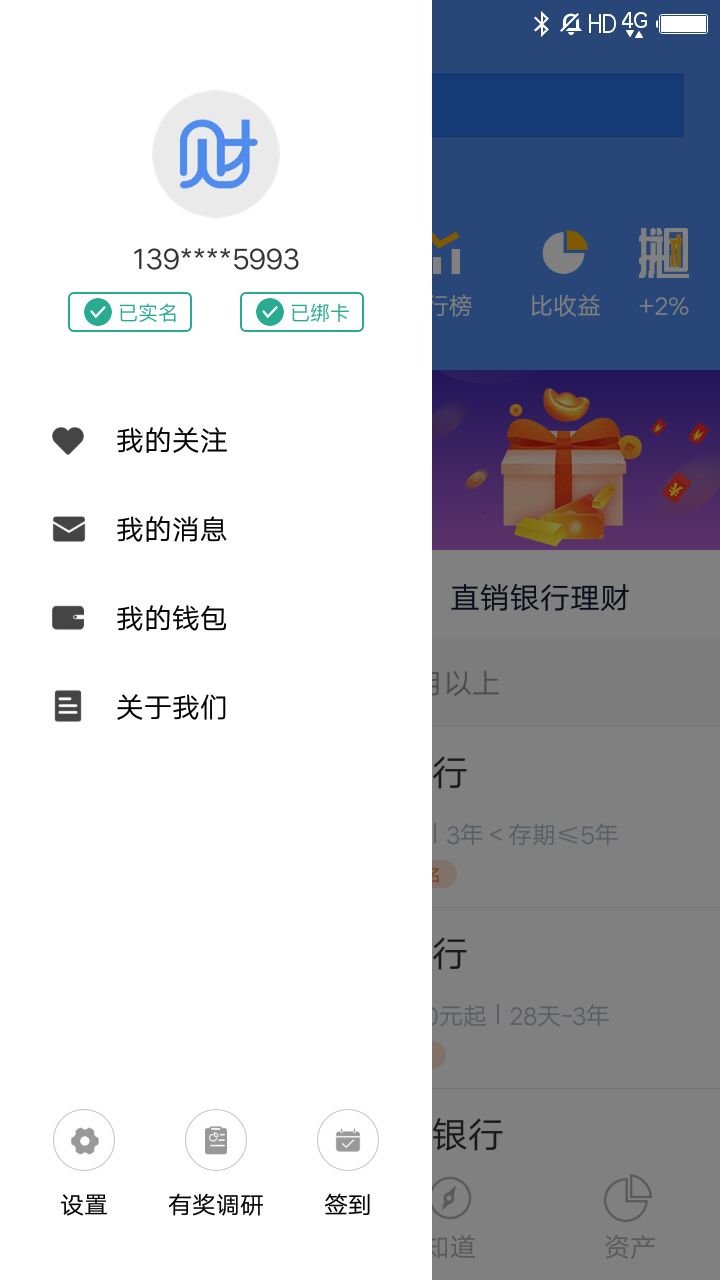 HD 4G
财
139****5993
已实名
已绑卡
行榜
比收益
+2%
我的关注
我的消息
我的钱包
关于我们
直销银行理财
以上
行
3年<存期≤5年
名
行
0元起 | 28天-3年
银行
设置
有奖调研
签到
知道
资产